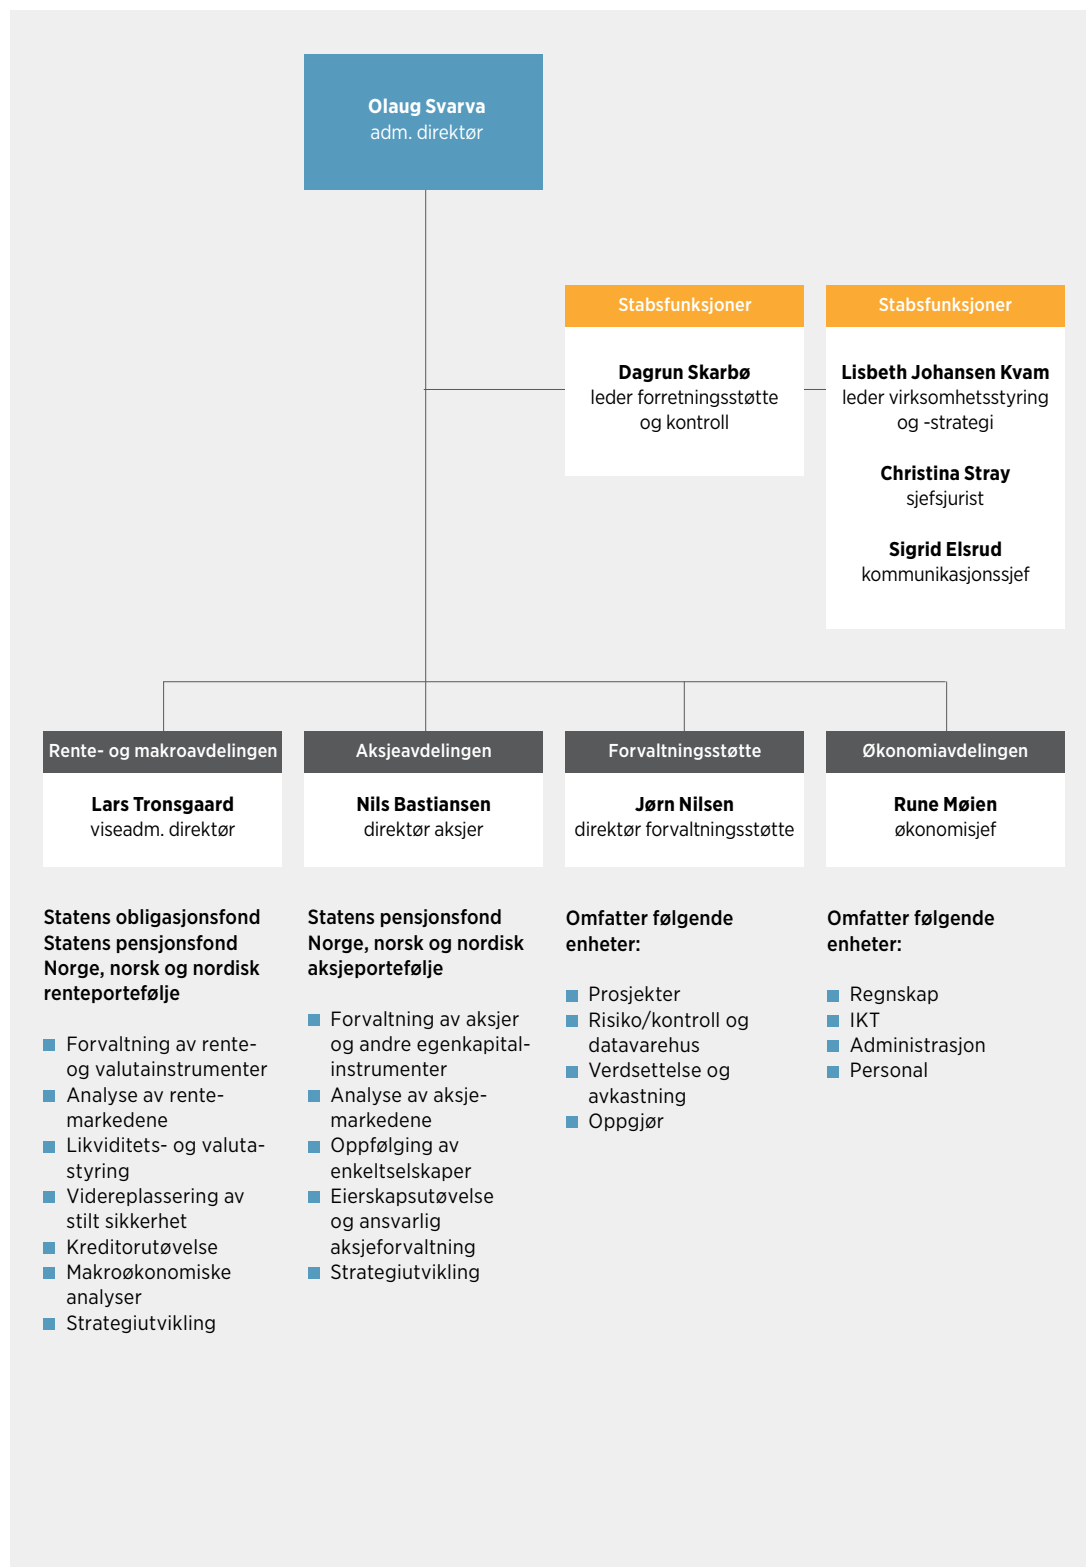 Olaug Svarva
adm. direktør
Stabsfunksjoner
Dagrun Skarbø
leder forretningsstøtte
og kontroll
Stabsfunksjoner
Lisbeth Johansen Kvam
leder virksomhetsstyring
og -strategi
Christina Stray
sjefsjurist
Sigrid Elsrud
kommunikasjonssjef
Rente- og makroavdelingen
Lars Tronsgaard
viseadm. direktør
Statens obligasjonsfond
Statens pensjonsfond
Norge, norsk og nordisk
renteportefølje
Forvaltning av rente-
og valutainstrumenter
Analyse av rente-
markedene
Likviditets- og valuta-
styring
Videreplassering av
stilt sikkerhet
Kreditorutøvelse
Makroøkonomiske
analyser
Strategiutvikling
Aksjeavdelingen
Nils Bastiansen
direktør aksjer
Statens pensjonsfond
Norge, norsk og nordisk
aksjeportefølje
Forvaltning av aksjer
og andre egenkapital-
instrumenter
Analyse av aksje-
markedene
Oppfølging av
enkeltselskaper
Eierskapsutøvelse
og ansvarlig
aksjeforvaltning
Strategiutvikling
Forvaltningsstøtte
Jørn Nilsen
direktør forvaltningsstøtte
Omfatter følgende
enheter:
Prosjekter
Risiko/kontroll og
datavarehus
Verdsettelse og
avkastning
Oppgjør
Økonomiavdelingen
Rune Møien
økonomisjef
Omfatter følgende
enheter:
Regnskap
IKT
Administrasjon
Personal